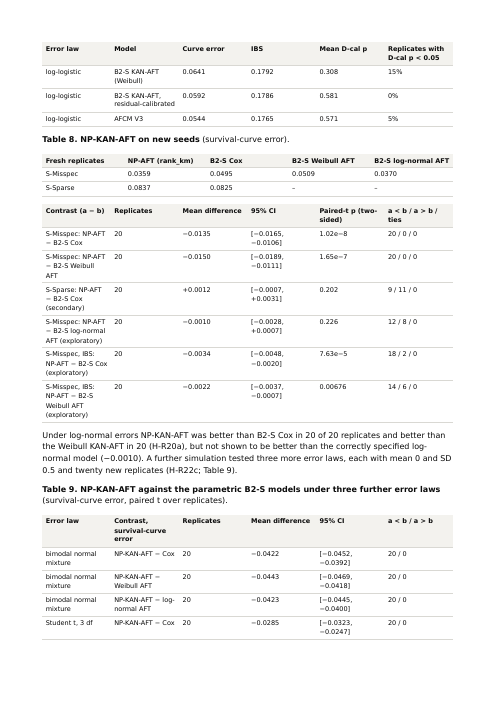 Error law Model Curve error IBS Mean D-cal p Replicates with
D-cal p < 0.05
log-logistic B2-S KAN-AFT 0.0641 0.1792 0.308 15%
(Weibull)
log-logistic B2-S KAN-AFT, 0.0592 0.1786 0.581 0%
residual-calibrated
log-logistic AFCM V3 0.0544 0.1765 0.571 5%
Table 8. NP-KAN-AFT on new seeds (survival-curve error).
Fresh replicates NP-AFT (rank_km) B2-S Cox B2-S Weibull AFT B2-S log-normal AFT
S-Misspec 0.0359 0.0495 0.0509 0.0370
S-Sparse 0.0837 0.0825 – –
Contrast (a − b) Replicates Mean difference 95% CI Paired-t p (two- a < b / a > b /
sided) ties
S-Misspec: NP-AFT 20 −0.0135 [−0.0165, 1.02e−8 20 / 0 / 0
− B2-S Cox −0.0106]
S-Misspec: NP-AFT 20 −0.0150 [−0.0189, 1.65e−7 20 / 0 / 0
− B2-S Weibull −0.0111]
AFT
S-Sparse: NP-AFT 20 +0.0012 [−0.0007, 0.202 9 / 11 / 0
− B2-S Cox +0.0031]
(secondary)
S-Misspec: NP-AFT 20 −0.0010 [−0.0028, 0.226 12 / 8 / 0
− B2-S log-normal +0.0007]
AFT (exploratory)
S-Misspec, IBS: 20 −0.0034 [−0.0048, 7.63e−5 18 / 2 / 0
NP-AFT − B2-S Cox −0.0020]
(exploratory)
S-Misspec, IBS: 20 −0.0022 [−0.0037, 0.00676 14 / 6 / 0
NP-AFT − B2-S −0.0007]
Weibull AFT
(exploratory)
Under log-normal errors NP-KAN-AFT was better than B2-S Cox in 20 of 20 replicates and better than
the Weibull KAN-AFT in 20 (H-R20a), but not shown to be better than the correctly specified log-
normal model (−0.0010). A further simulation tested three more error laws, each with mean 0 and SD
0.5 and twenty new replicates (H-R22c; Table 9).
Table 9. NP-KAN-AFT against the parametric B2-S models under three further error laws
(survival-curve error, paired t over replicates).
Error law Contrast, Replicates Mean difference 95% CI a < b / a > b
survival-curve
error
bimodal normal NP-KAN-AFT − Cox 20 −0.0422 [−0.0452, 20 / 0
mixture −0.0392]
bimodal normal NP-KAN-AFT − 20 −0.0443 [−0.0469, 20 / 0
mixture Weibull AFT −0.0418]
bimodal normal NP-KAN-AFT − log- 20 −0.0423 [−0.0445, 20 / 0
mixture normal AFT −0.0400]
Student t, 3 df NP-KAN-AFT − Cox 20 −0.0285 [−0.0323, 20 / 0
−0.0247]